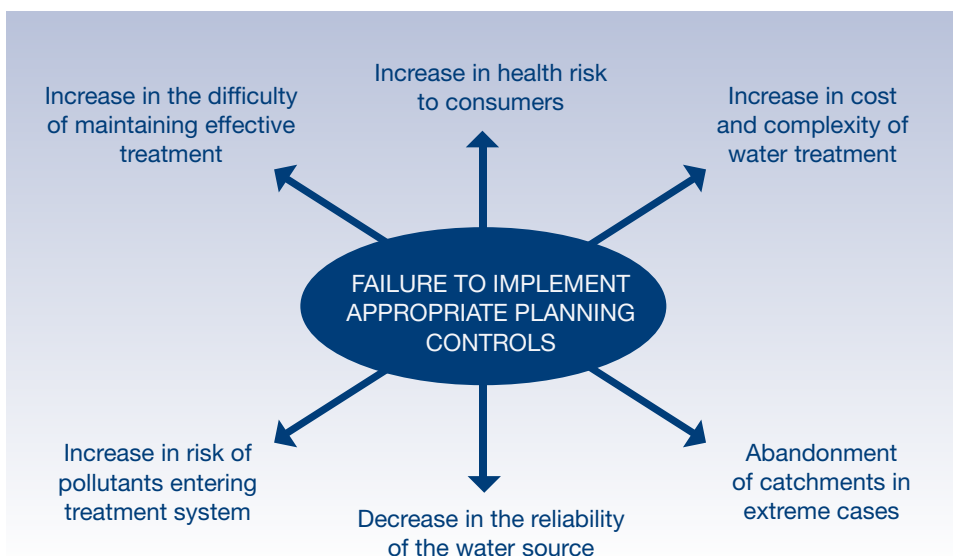 Increase in health risk
to consumers
Increase in the difficulty
of maintaining effective
treatment
Increase in cost
and complexity of
water treatment
FAILURE TO IMPLEMENT
APPROPRIATE PLANNING
CONTROLS
Increase in risk of
pollutants entering
treatment system
Decrease in the reliability
of the water source
Abandonment
of catchments in
extreme cases